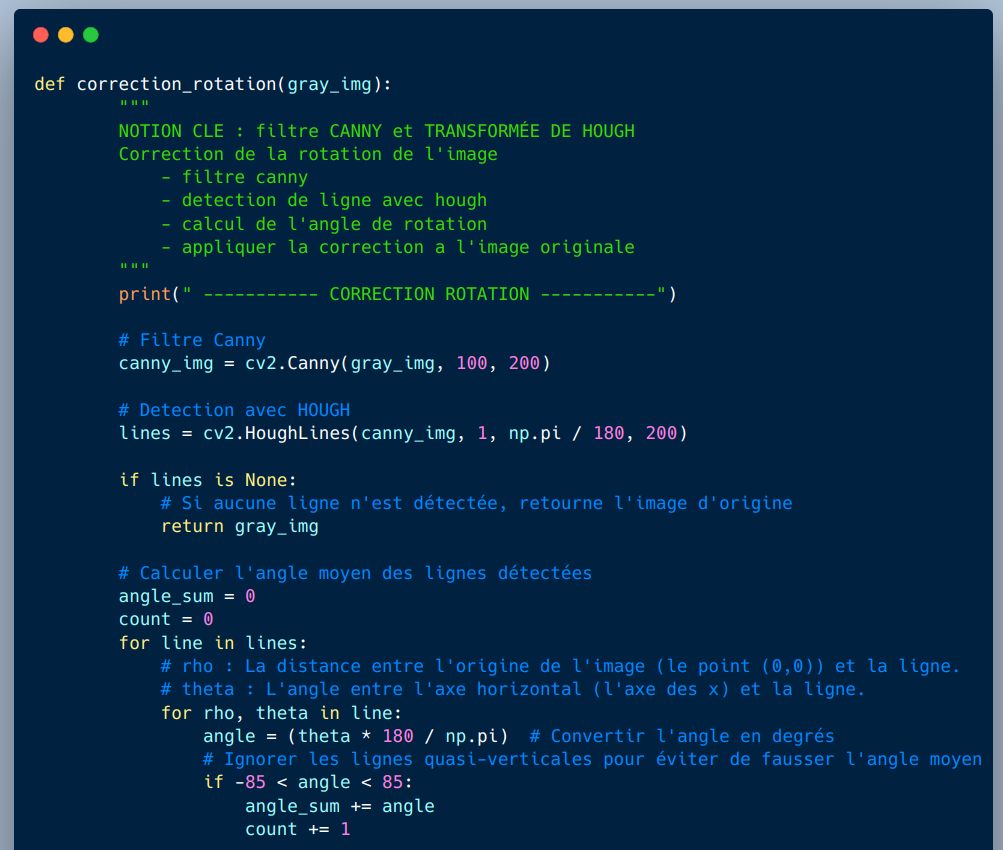 def correction_rotation(gray_img):
        """
        NOTION CLE : filtre CANNY et TRANSFORMÉE DE HOUGH
        Correction de la rotation de l'image
            - filtre canny
            - detection de ligne avec hough
            - calcul de l'angle de rotation
            - appliquer la correction a l'image originale
        """
        print(" ----------- CORRECTION ROTATION -----------")

        # Filtre Canny
        canny_img = cv2.Canny(gray_img, 100, 200)

        # Detection avec HOUGH
        lines = cv2.HoughLines(canny_img, 1, np.pi / 180, 200)

        if lines is None:
            # Si aucune ligne n'est détectée, retourne l'image d'origine
            return gray_img

        # Calculer l'angle moyen des lignes détectées
        angle_sum = 0
        count = 0
        for line in lines:
            # rho : La distance entre l'origine de l'image (le point (0,0)) et la ligne.
            # theta : L'angle entre l'axe horizontal (l'axe des x) et la ligne.
            for rho, theta in line:
                angle = (theta * 180 / np.pi)  # Convertir l'angle en degrés
                # Ignorer les lignes quasi-verticales pour éviter de fausser l'angle moyen
                if -85 < angle < 85:
                    angle_sum += angle
                    count += 1